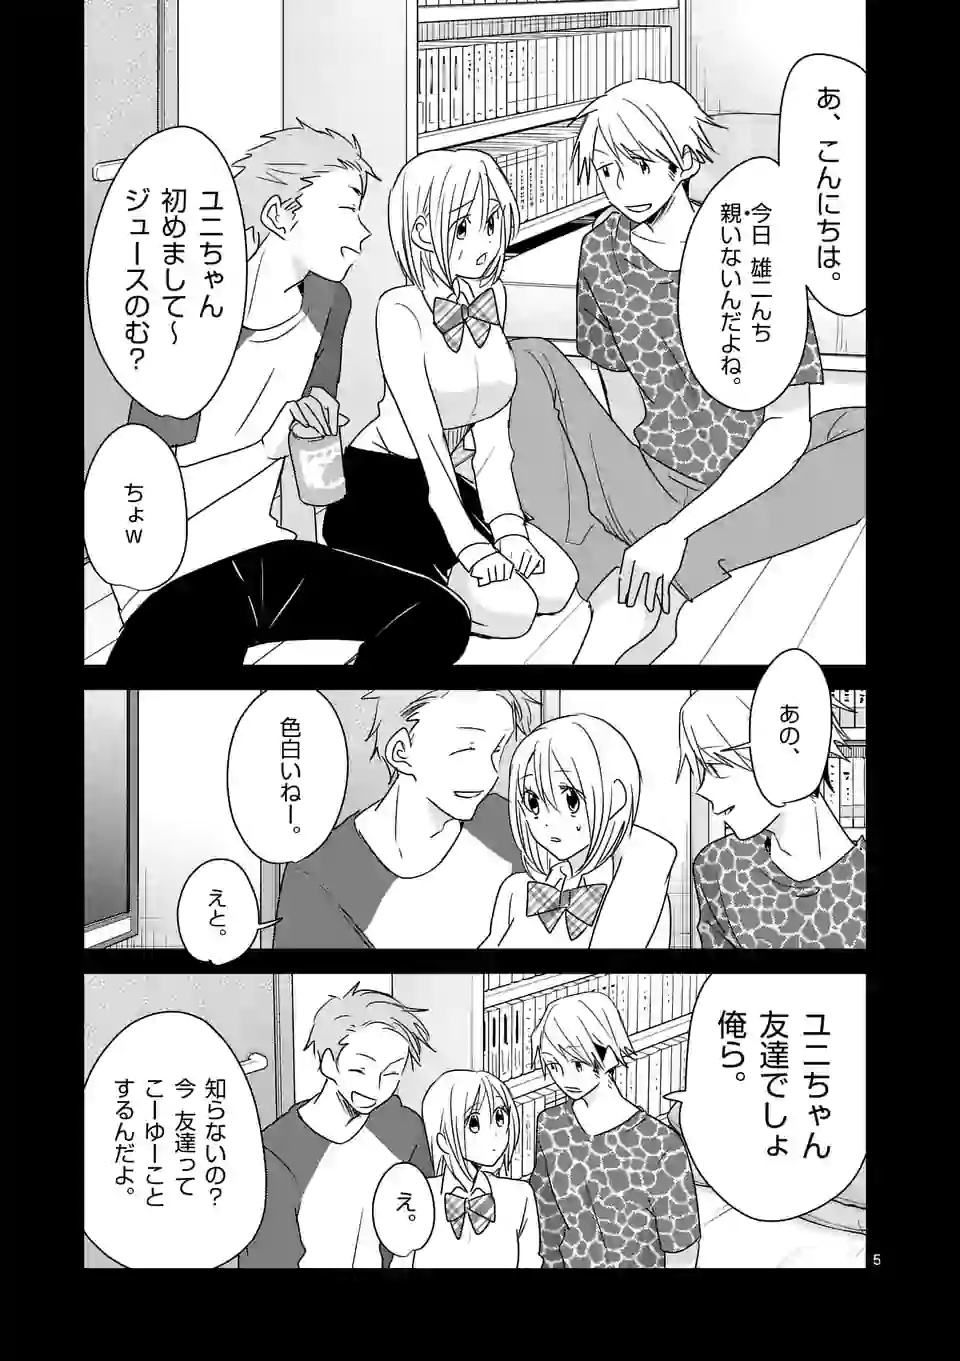 あ、こんにちは。
今日 雄二んち
親いないんだよね。
ユニちゃん
初めまして〜
ジュースのむ？
ちょw
あの、
色白いねー。
えと。
ユニちゃん
友達でしょ
俺ら。
え。
知らないの？
今 友達って
こーゆーこと
するんだよ。
5